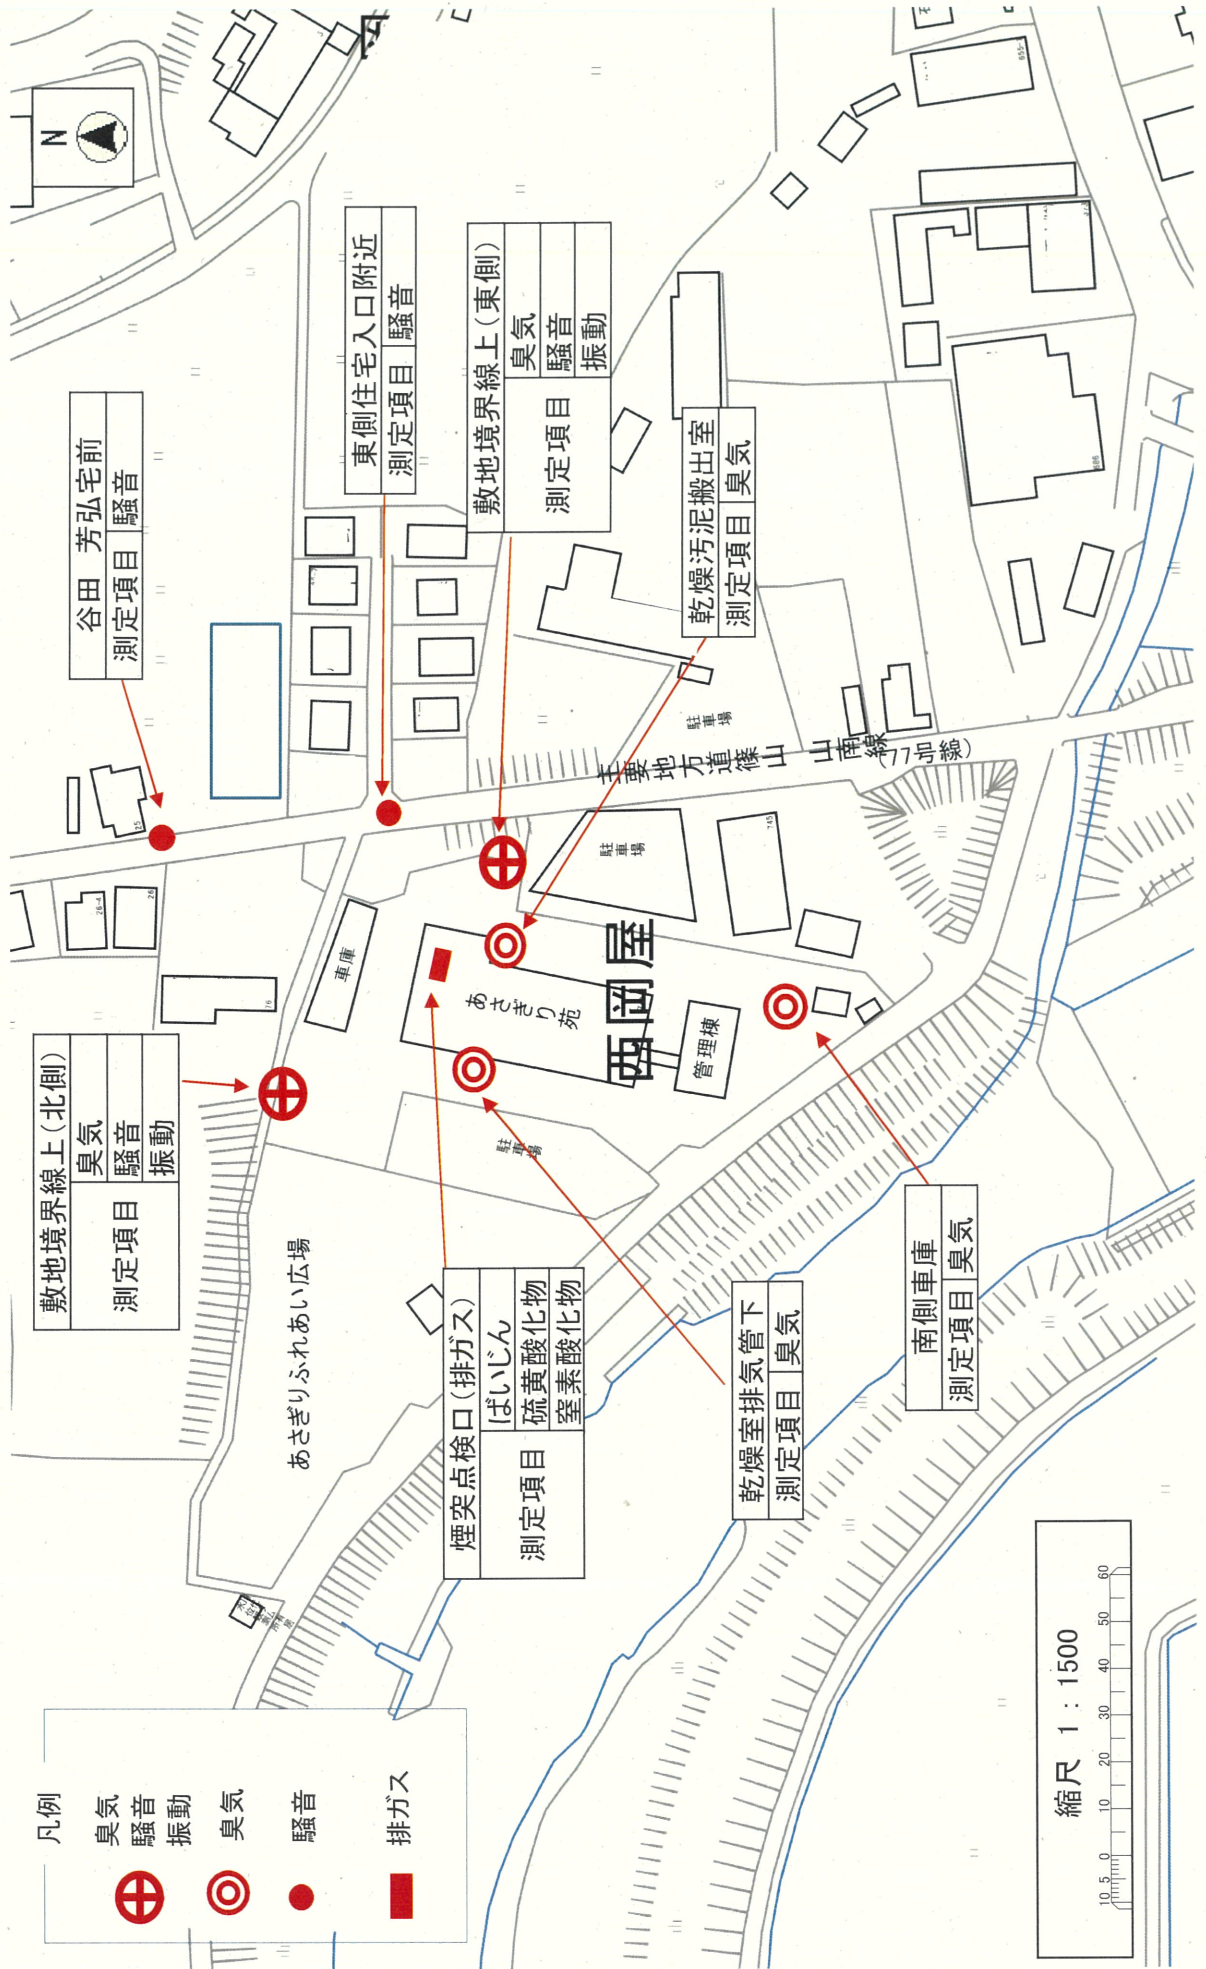 凡例
臭気
騒音
振動
臭気
騒音
排ガス
敷地境界線上(北側)
測定項目
臭気
騒音
振動
谷田 芳弘宅前
測定項目 騒音
N
東側住宅入口附近
測定項目 騒音
敷地境界線上(東側)
測定項目
臭気
騒音
振動
乾燥汚泥搬出室
測定項目 臭気
煙突点検口(排ガス)
測定項目
ばいじん
硫黄酸化物
窒素酸化物
乾燥室排気管下
測定項目 臭気
南側車庫
測定項目 臭気
あさぎりふれあい広場
車庫
あさぎり苑
西岡屋
管理棟
駐車場
駐車場
駐車場
主要地方道篠山 山南線
(77号線)
25
26-4
26
76
745
686
縮尺 1:1500
10 5 0 10 20 30 40 50 60